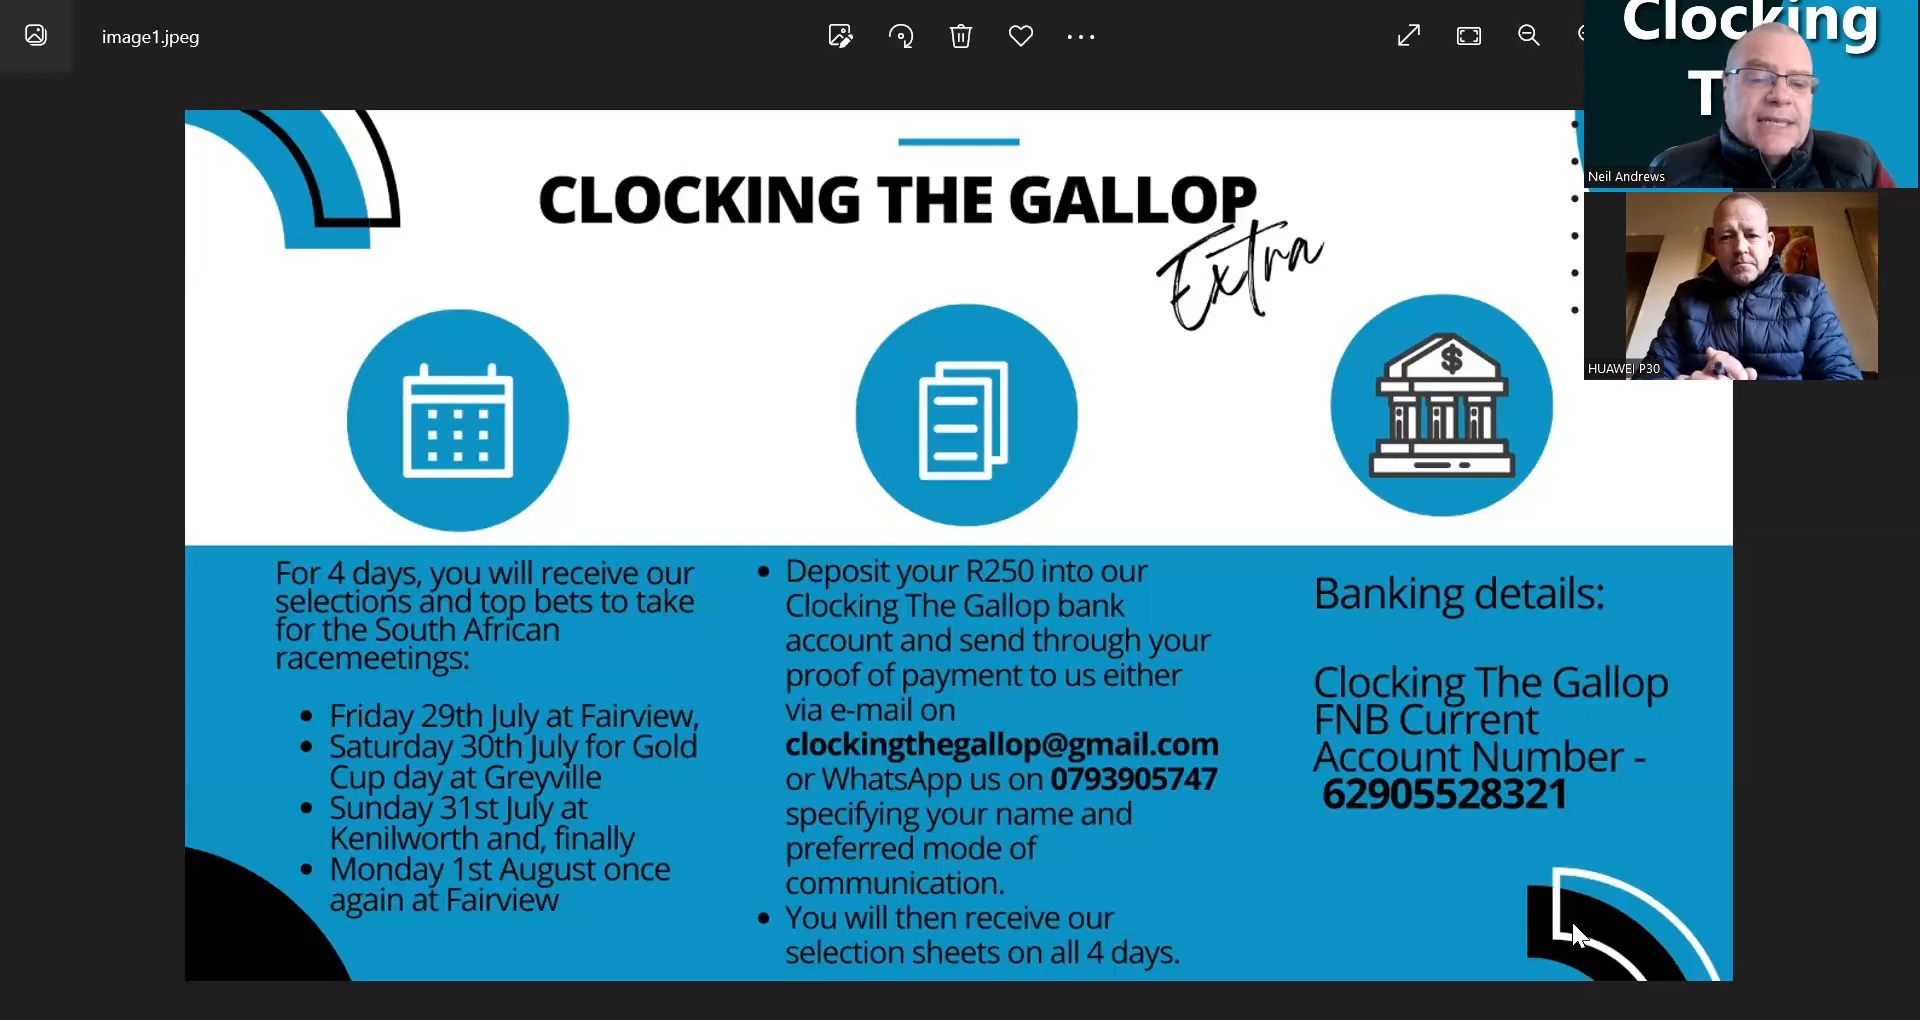 image1.jpeg
Clocking
T
Neil Andrews
HUAWEI P30
CLOCKING THE GALLOP
Extra
For 4 days, you will receive our
selections and top bets to take
for the South African
racemeetings:
• Friday 29th July at Fairview,
• Saturday 30th July for Gold
Cup day at Greyville
• Sunday 31st July at
Kenilworth and, finally
• Monday 1st August once
again at Fairview
• Deposit your R250 into our
Clocking The Gallop bank
account and send through your
proof of payment to us either
via e-mail on
clockingthegallop@gmail.com
or WhatsApp us on 0793905747
specifying your name and
preferred mode of
communication.
• You will then receive our
selection sheets on all 4 days.
$
Banking details:
Clocking The Gallop
FNB Current
Account Number -
62905528321